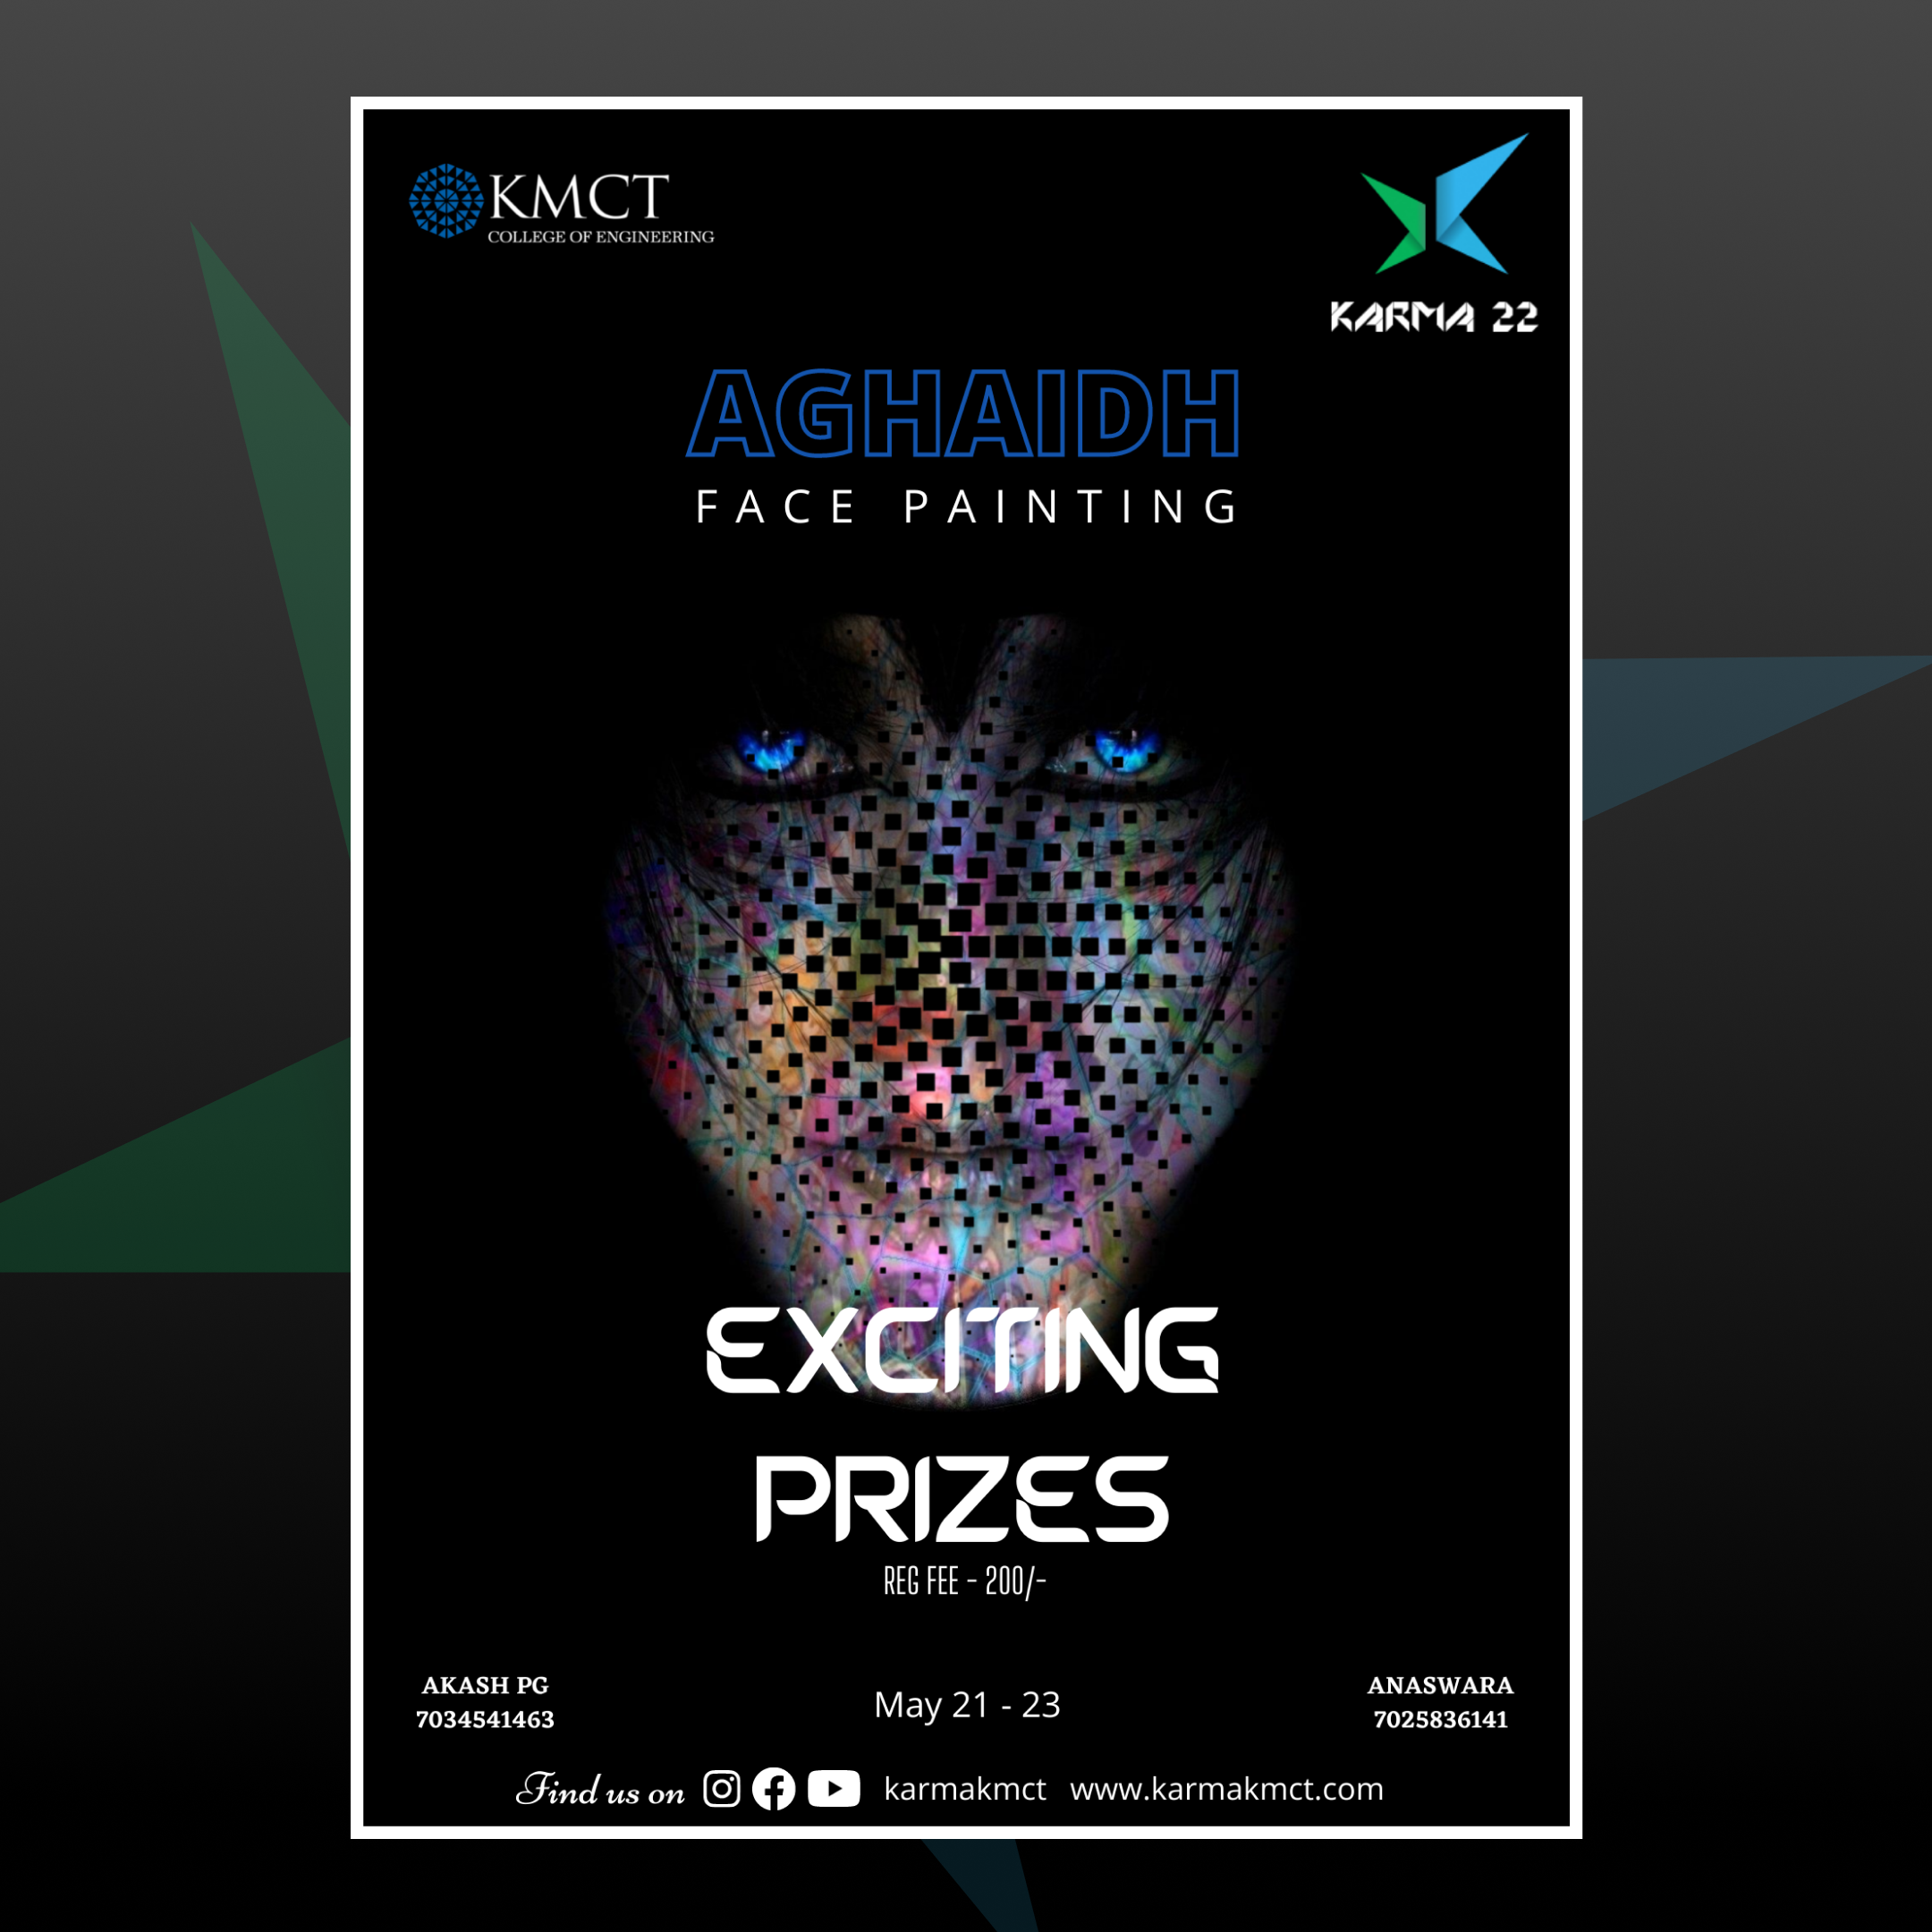 KMCT
COLLEGE OF ENGINEERING
KARMA 22
AGHAIDH
FACE PAINTING
EXCITING
PRIZES
REG FEE - 200/-
AKASH PG
7034541463
May 21 - 23
ANASWARA
7025836141
Find us on karmakmct www.karmakmct.com